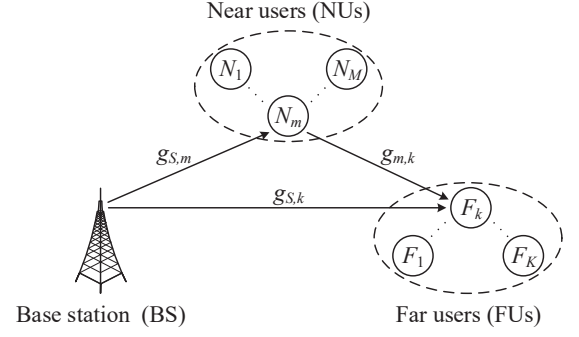 Near users (NUs)
N1 NM
Nm
gS,m gm,k
gS,k
Fk
F1 FK
Base station (BS) Far users (FUs)